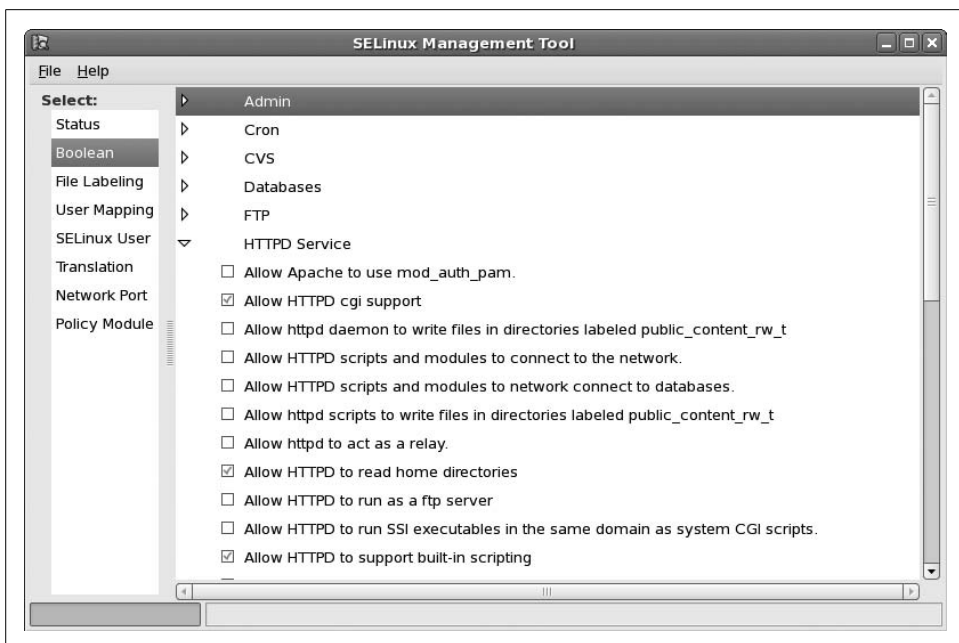 SELinux Management Tool
File Help
Select:
Status
Boolean
File Labeling
User Mapping
SELinux User
Translation
Network Port
Policy Module
Admin
Cron
CVS
Databases
FTP
HTTPD Service
Allow Apache to use mod_auth_pam.
Allow HTTPD cgi support
Allow httpd daemon to write files in directories labeled public_content_rw_t
Allow HTTPD scripts and modules to connect to the network.
Allow HTTPD scripts and modules to network connect to databases.
Allow httpd scripts to write files in directories labeled public_content_rw_t
Allow httpd to act as a relay.
Allow HTTPD to read home directories
Allow HTTPD to run as a ftp server
Allow HTTPD to run SSI executables in the same domain as system CGI scripts.
Allow HTTPD to support built-in scripting